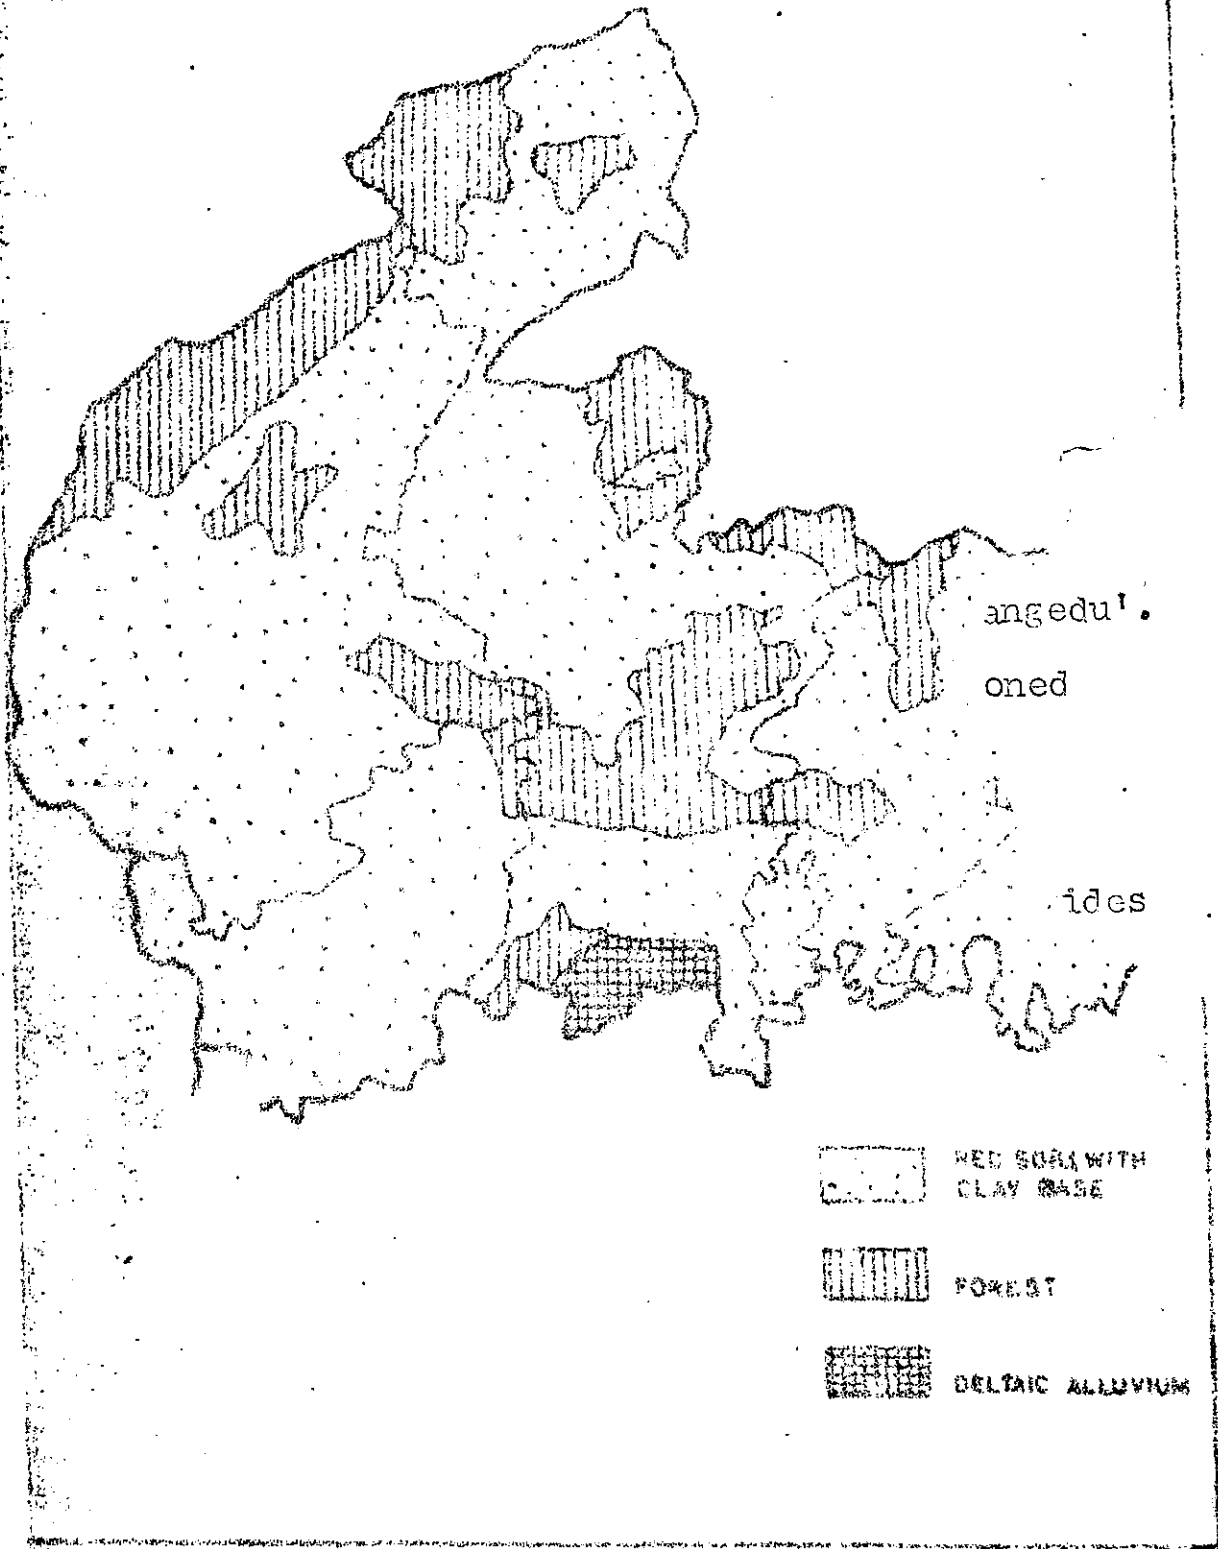 angedu'.
oned
ides
RED SOIL WITH
CLAY BASE
FOREST
DELTAIC ALLUVIUM